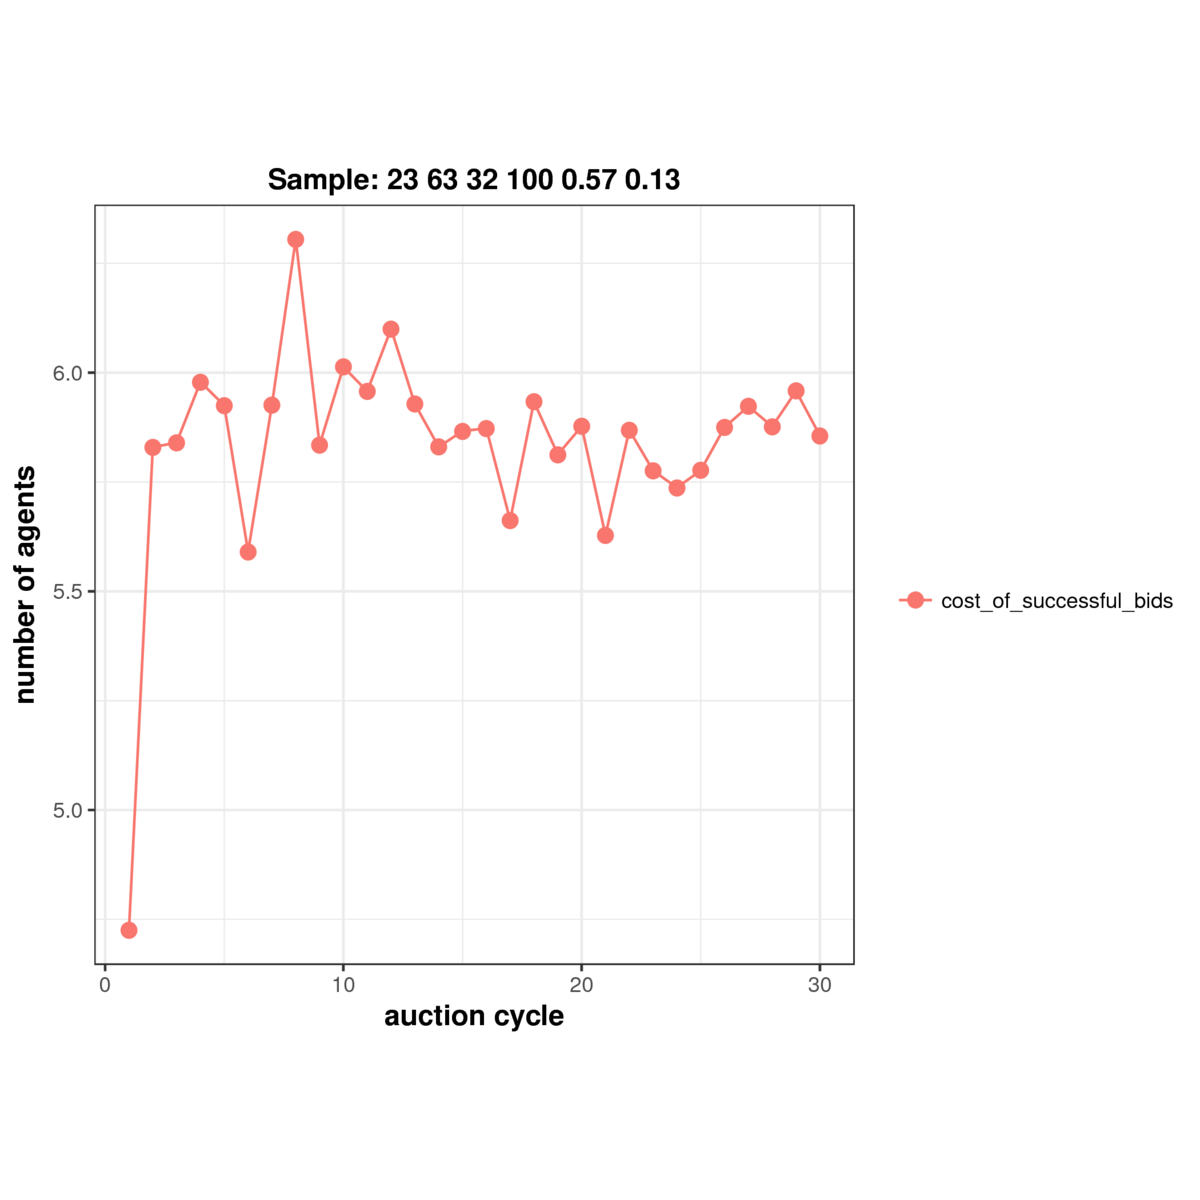 Sample: 23 63 32 100 0.57 0.13
6.0
5.5
5.0
number of agents
0 10 20 30
auction cycle
cost_of_successful_bids